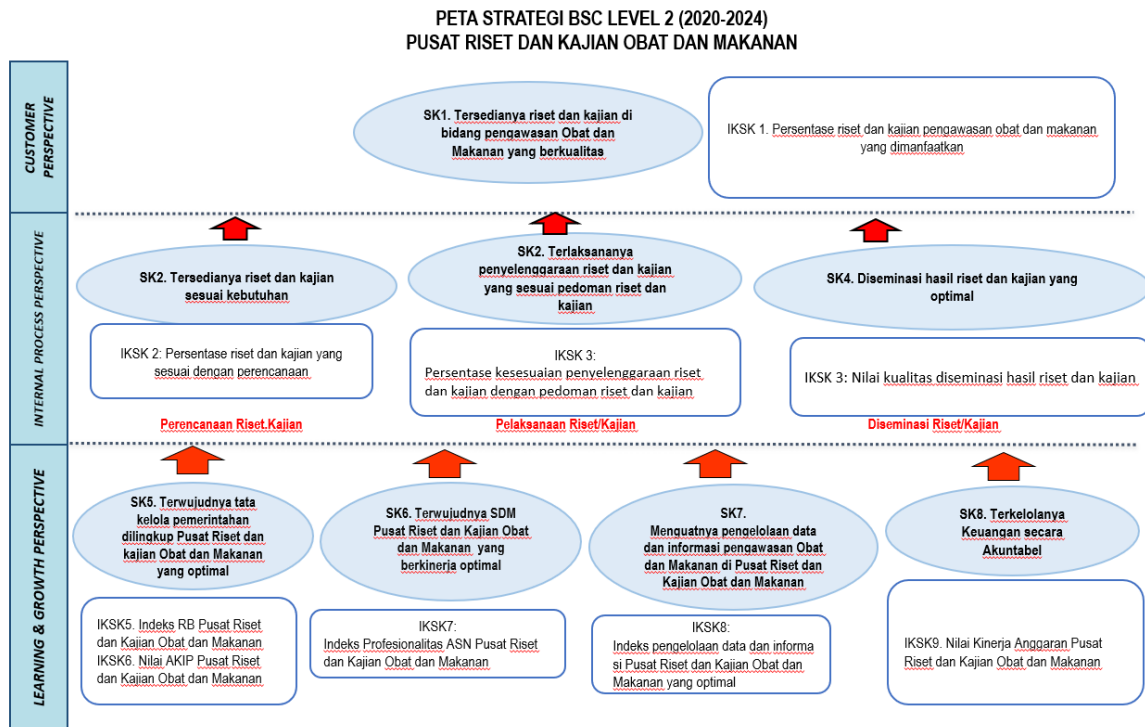 PETA STRATEGI BSC LEVEL 2 (2020-2024)
PUSAT RISET DAN KAJIAN OBAT DAN MAKANAN
CUSTOMER
PERSPECTIVE
SK1. Tersedianya riset dan kajian di
bidang pengawasan Obat dan
Makanan yang berkualitas
IKSK 1. Persentase riset dan kajian pengawasan obat dan makanan
yang dimanfaatkan
INTERNAL PROCESS PERSPECTIVE
SK2. Tersedianya riset dan kajian
sesuai kebutuhan
SK2. Terlaksananya
penyelenggaraan riset dan kajian
yang sesuai pedoman riset dan
kajian
SK4. Diseminasi hasil riset dan kajian yang
optimal
IKSK 2: Persentase riset dan kajian yang
sesuai dengan perencanaan
IKSK 3:
Persentase kesesuaian penyelenggaraan riset
dan kajian dengan pedoman riset dan kajian
IKSK 3: Nilai kualitas diseminasi hasil riset dan kajian
Perencanaan Riset.Kajian
Pelaksanaan Riset/Kajian
Diseminasi Riset/Kajian
LEARNING & GROWTH PERSPECTIVE
SK5. Terwujudnya tata
kelola pemerintahan
dilingkup Pusat Riset dan
kajian Obat dan Makanan
yang optimal
SK6. Terwujudnya SDM
Pusat Riset dan Kajian Obat
dan Makanan yang
berkinerja optimal
SK7.
Menguatnya pengelolaan data
dan informasi pengawasan Obat
dan Makanan di Pusat Riset dan
Kajian Obat dan Makanan
SK8. Terkelolanya
Keuangan secara
Akuntabel
IKSK5. Indeks RB Pusat Riset
dan Kajian Obat dan Makanan
IKSK6. Nilai AKIP Pusat Riset
dan Kajian Obat dan Makanan
IKSK7:
Indeks Profesionalitas ASN Pusat Riset
dan Kajian Obat dan Makanan
IKSK8:
Indeks pengelolaan data dan informa
si Pusat Riset dan Kajian Obat dan
Makanan yang optimal
IKSK9. Nilai Kinerja Anggaran Pusat
Riset dan Kajian Obat dan Makanan